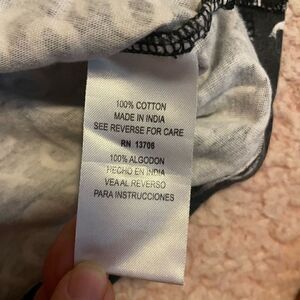 100% COTTON
MADE IN INDIA
SEE REVERSE FOR CARE
RN 13706
100% ALGODON
HECHO EN INDIA
VEA AL REVERSO
PARA INSTRUCCIONES